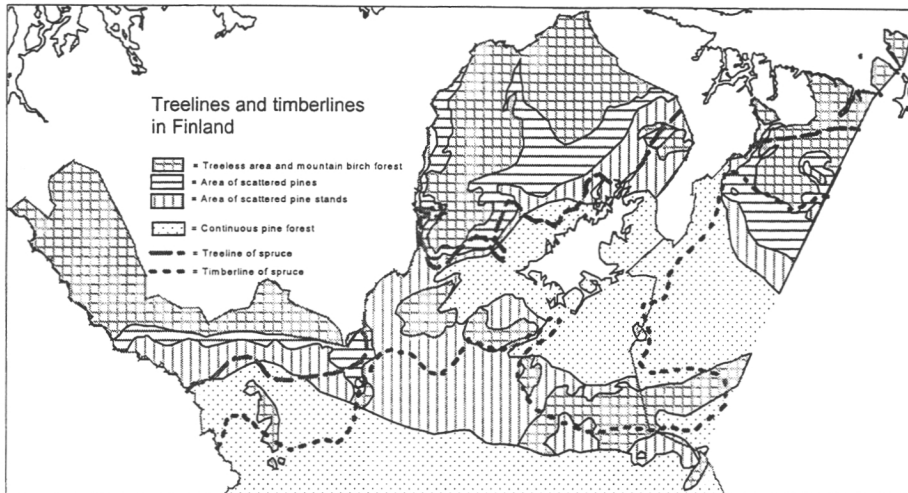 Treelines and timberlines
in Finland
= Treeless area and mountain birch forest
= Area of scattered pines
= Area of scattered pine stands
= Continuous pine forest
= Treeline of spruce
= Timberline of spruce